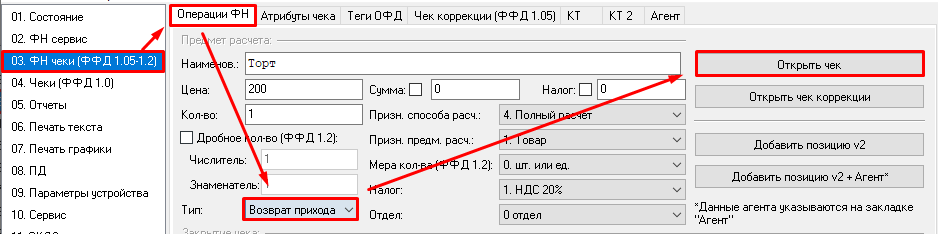 01. Состояние
02. ФН сервис
03. ФН чеки (ФФД 1.05-1.2)
04. Чеки (ФФД 1.0)
05. Отчеты
06. Печать текста
07. Печать графики
08. ПД
09. Параметры устройства
10. Сервис
Операции ФН Атрибуты чека Теги ОФД Чек коррекции (ФФД 1.05) КТ КТ 2 Агент
Предмет расчета:
Наименов.: Торт
Цена: 200 Сумма: 0 Налог: 0
Кол-во: 1 Призн. способа расч.: 4. Полный расчет
Дробное кол-во (ФФД 1.2): Призн. предм. расч.: 1. Товар
Числитель: 1 Мера кол-ва (ФФД 1.2): 0. шт. или ед.
Знаменатель: Налог: 1. НДС 20%
Тип: Возврат прихода Отдел: 0 отдел
Закрытие чека:
Открыть чек
Открыть чек коррекции
Добавить позицию v2
Добавить позицию v2 + Агент*
*Данные агента указываются на закладке
"Агент"